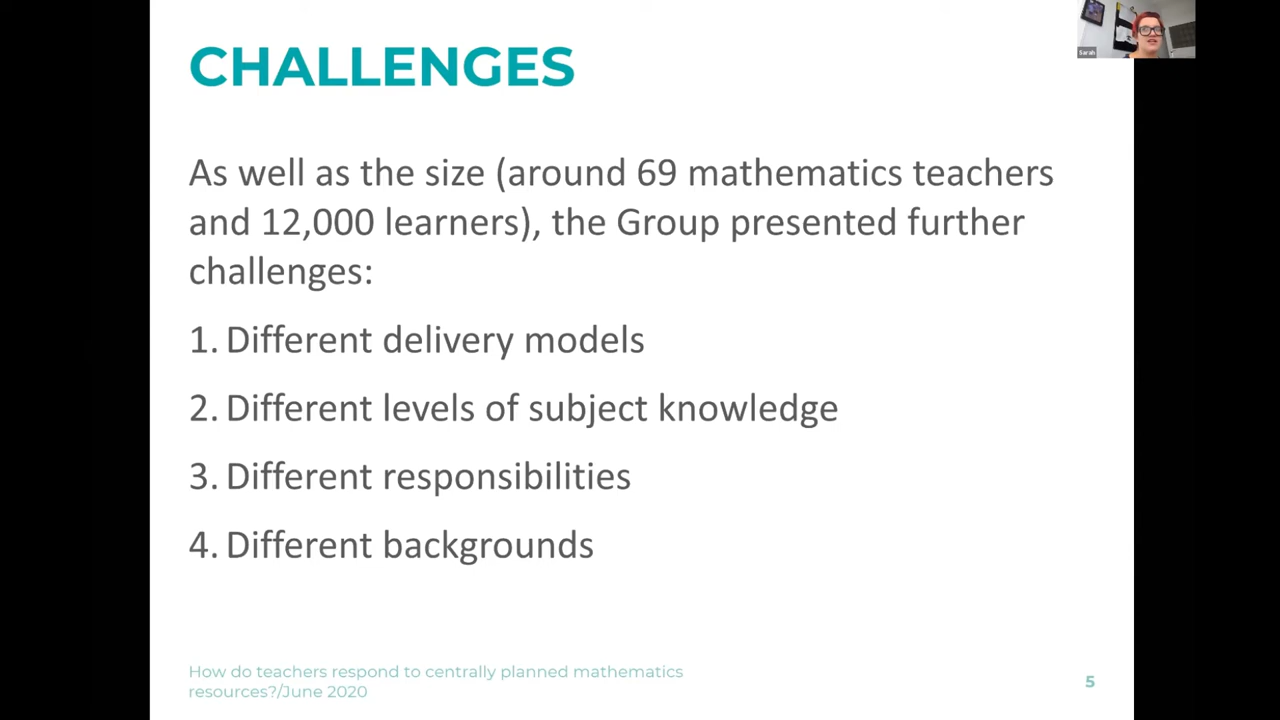 CHALLENGES
Sarah
As well as the size (around 69 mathematics teachers
and 12,000 learners), the Group presented further
challenges:
1. Different delivery models
2. Different levels of subject knowledge
3. Different responsibilities
4. Different backgrounds
How do teachers respond to centrally planned mathematics
resources?/June 2020
5